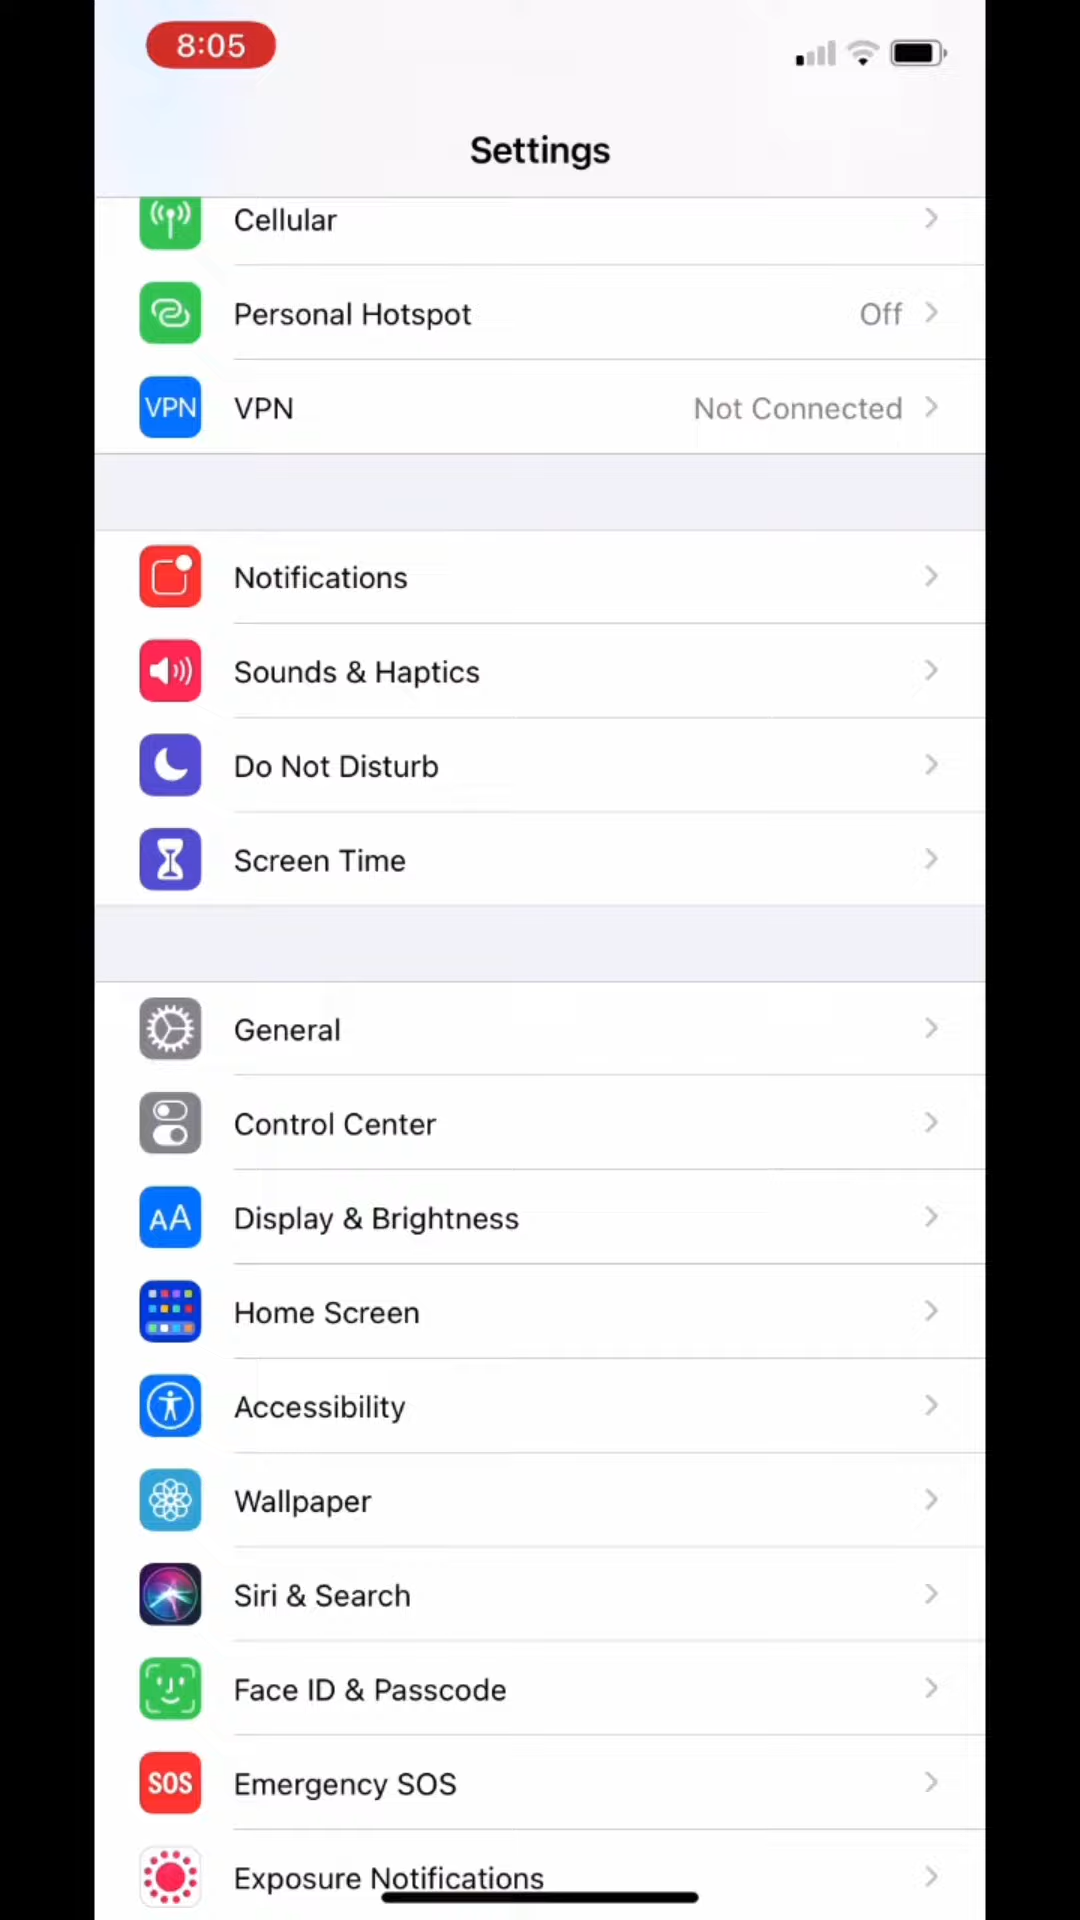 8:05
Settings
Cellular
Personal Hotspot Off
VPN VPN Not Connected
Notifications
Sounds & Haptics
Do Not Disturb
Screen Time
General
Control Center
AA Display & Brightness
Home Screen
Accessibility
Wallpaper
Siri & Search
Face ID & Passcode
SOS Emergency SOS
Exposure Notifications